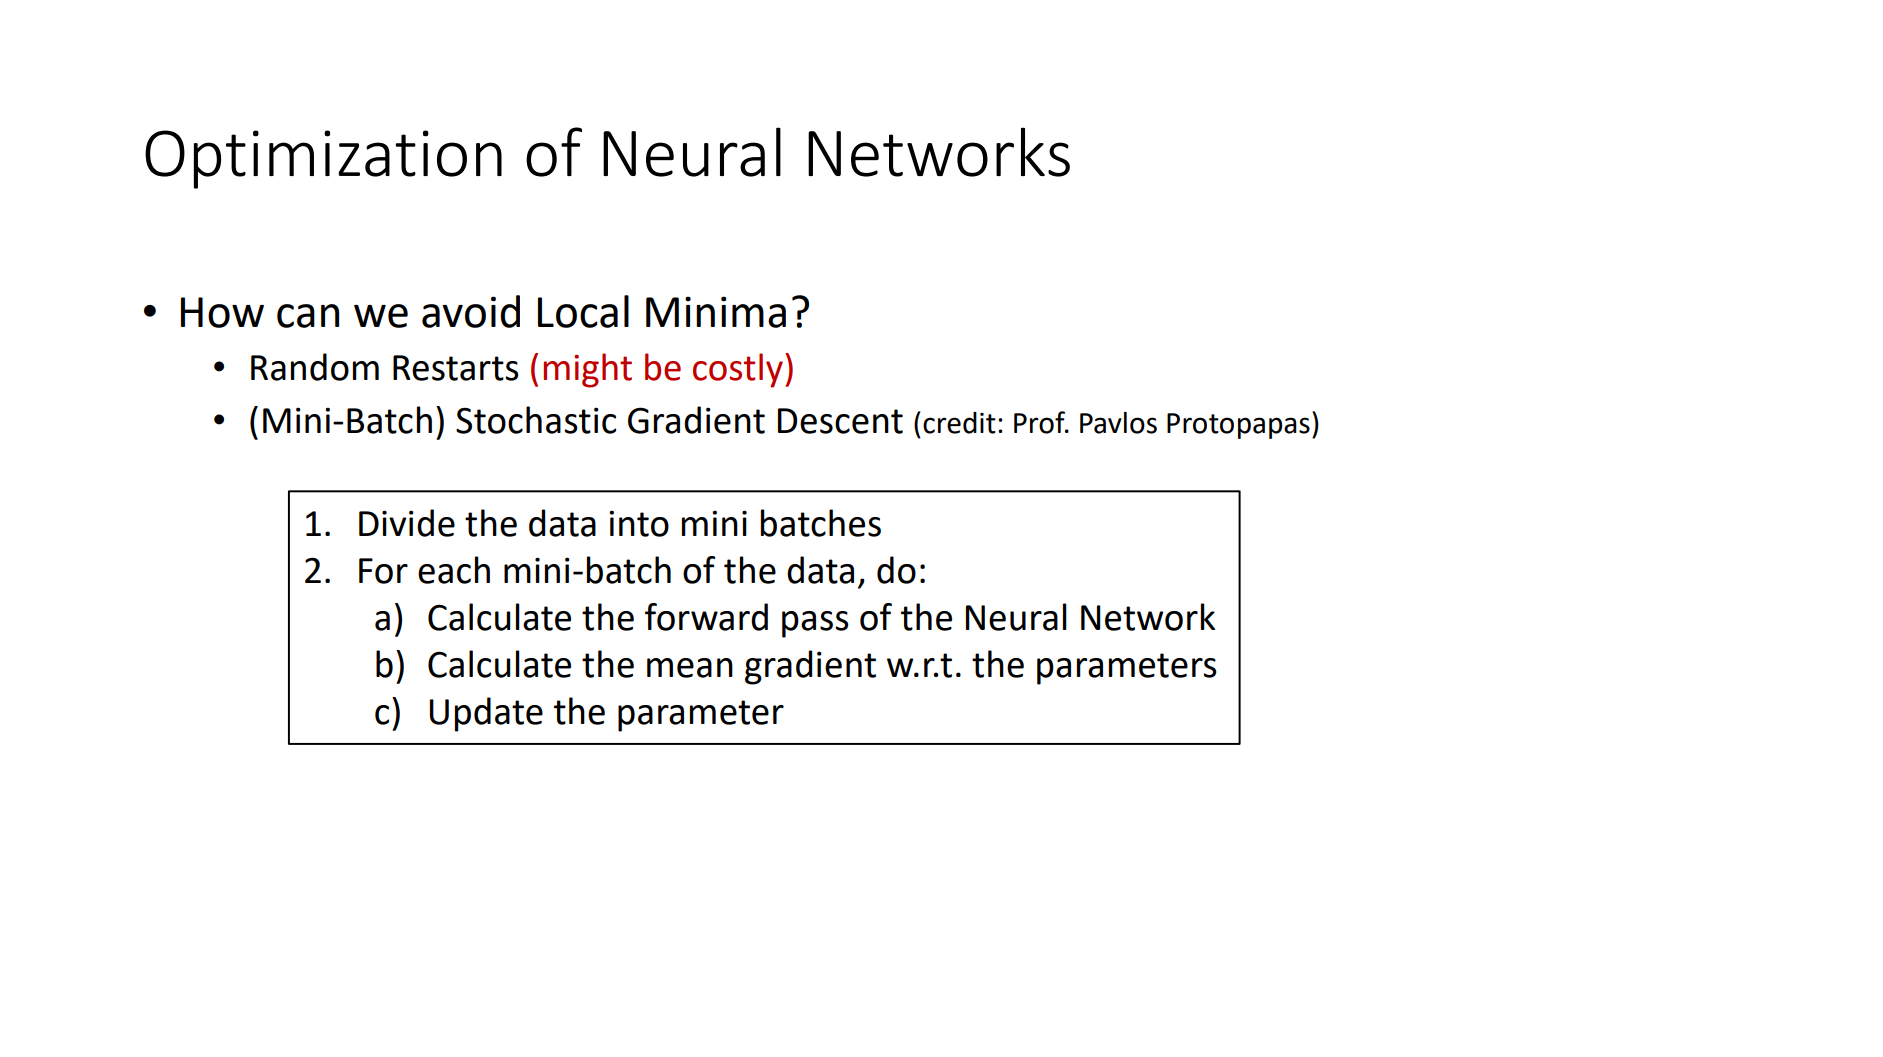 Optimization of Neural Networks
• How can we avoid Local Minima?
• Random Restarts (might be costly)
• (Mini-Batch) Stochastic Gradient Descent (credit: Prof. Pavlos Protopapas)
1. Divide the data into mini batches
2. For each mini-batch of the data, do:
a) Calculate the forward pass of the Neural Network
b) Calculate the mean gradient w.r.t. the parameters
c) Update the parameter